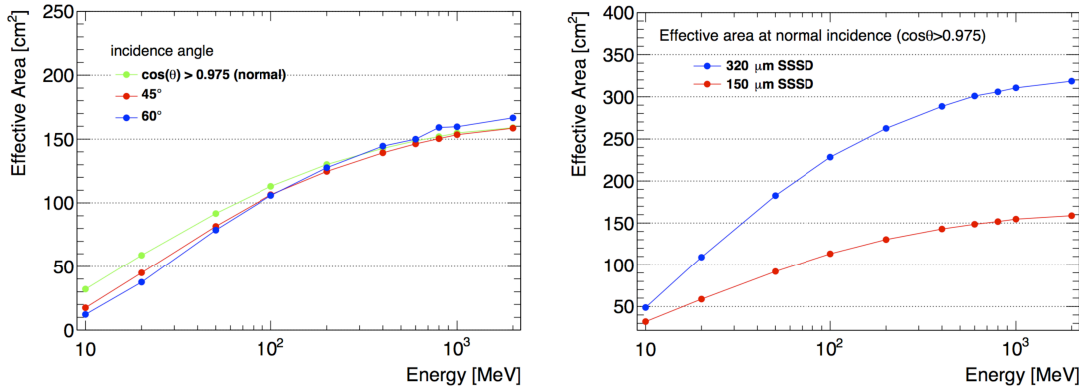 250
200
150
100
50
0
Effective Area [cm²]
incidence angle
cos(θ) > 0.975 (normal)
45°
60°
10
10²
10³
Energy [MeV]
400
350
300
250
200
150
100
50
Effective Area [cm²]
Effective area at normal incidence (cosθ>0.975)
320 μm SSSD
150 μm SSSD
10
10²
10³
Energy [MeV]